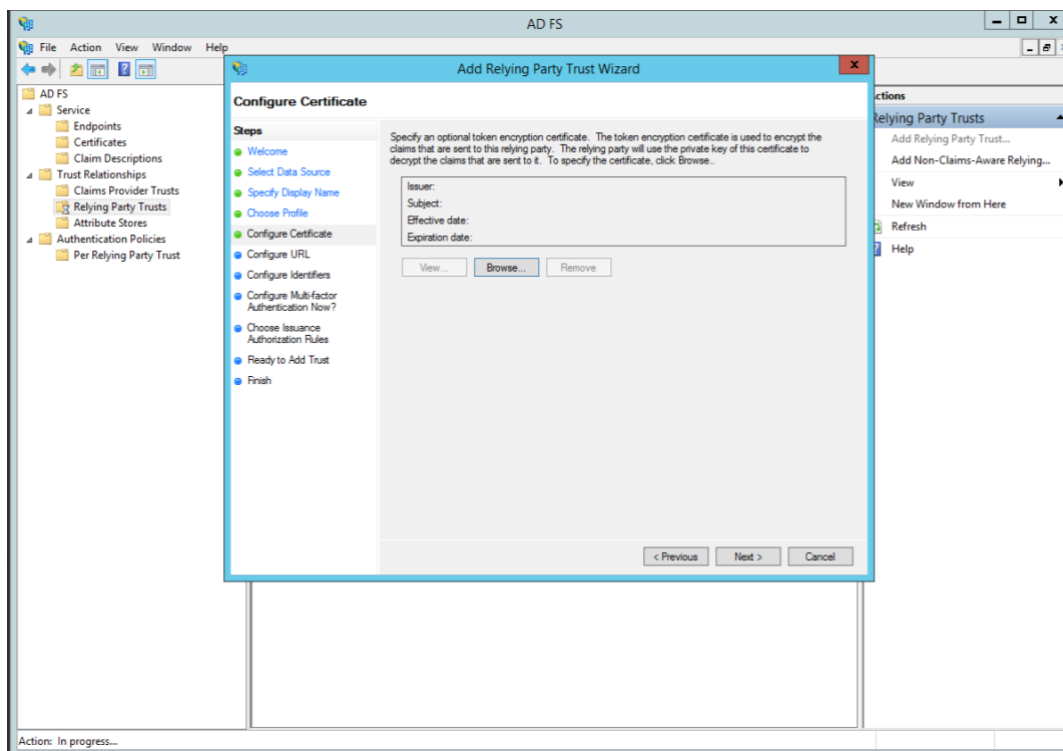 AD FS
File Action View Window Help
AD FS
Service
Endpoints
Certificates
Claim Descriptions
Trust Relationships
Claims Provider Trusts
Relying Party Trusts
Attribute Stores
Authentication Policies
Per Relying Party Trust
Add Relying Party Trust Wizard
X
Configure Certificate
Steps
Welcome
Select Data Source
Specify Display Name
Choose Profile
Configure Certificate
Configure URL
Configure Identifiers
Configure Multi-factor
Authentication Now?
Choose Issuance
Authorization Rules
Ready to Add Trust
Finish
Specify an optional token encryption certificate. The token encryption certificate is used to encrypt the
claims that are sent to this relying party. The relying party will use the private key of this certificate to
decrypt the claims that are sent to it. To specify the certificate, click Browse..
Issuer:
Subject:
Effective date:
Expiration date:
View... Browse... Remove
< Previous Next > Cancel
ctions
Relying Party Trusts
Add Relying Party Trust...
Add Non-Claims-Aware Relying...
View
New Window from Here
Refresh
Help
Action: In progress...